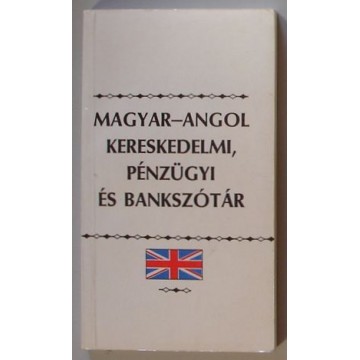 MAGYAR–ANGOL
KERESKEDELMI,
PÉNZÜGYI
ÉS BANKSZÓTÁR